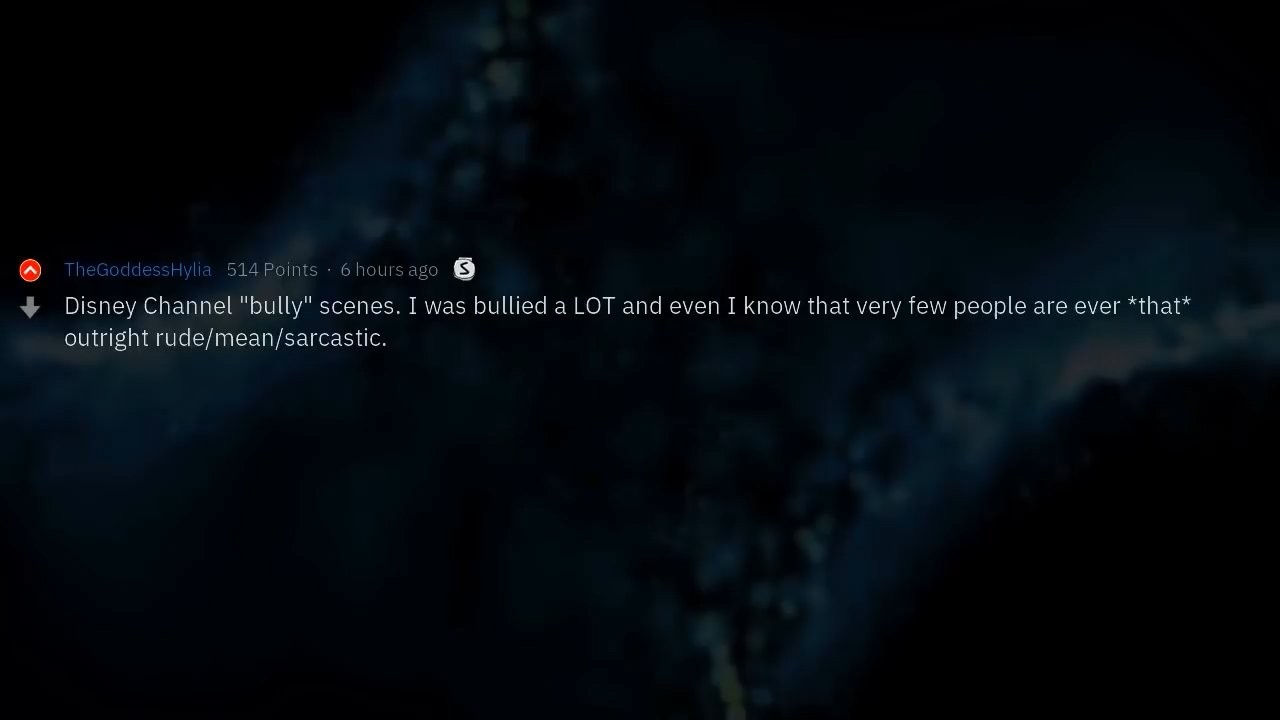 TheGoddessHylia 514 Points · 6 hours ago
Disney Channel "bully" scenes. I was bullied a LOT and even I know that very few people are ever *that*
outright rude/mean/sarcastic.